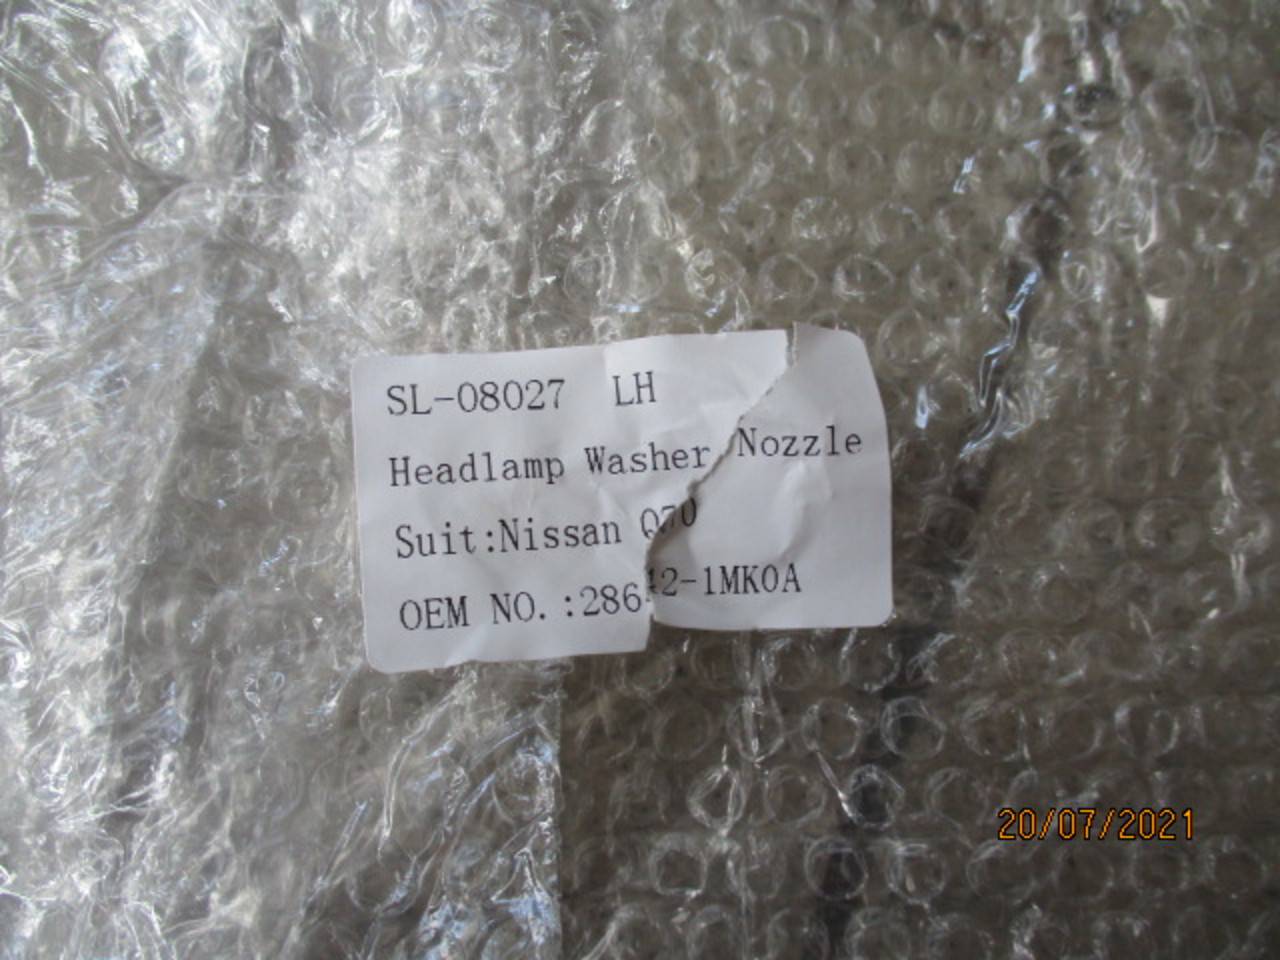 SL-08027 LH
Headlamp Washer Nozzle
Suit:Nissan Q70
OEM NO.:28642-1MK0A
20/07/2021